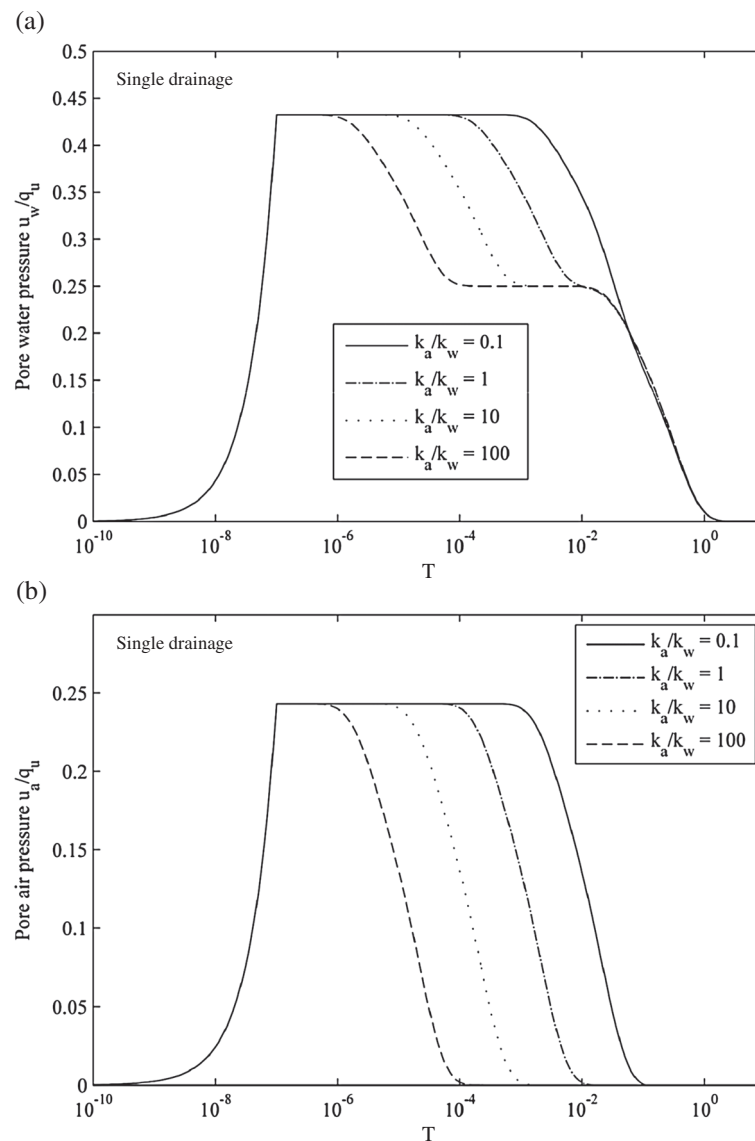 (a)
0.5
Single drainage
0.45
0.4
0.35
0.3
0.25
0.2
0.15
0.1
0.05
0
Pore water pressure u_w/q_u
k_a/k_w = 0.1
k_a/k_w = 1
k_a/k_w = 10
k_a/k_w = 100
10^-10 10^-8 10^-6 10^-4 10^-2 10^0
T
(b)
Single drainage
0.25
0.2
0.15
0.1
0.05
0
Pore air pressure u_a/q_u
k_a/k_w = 0.1
k_a/k_w = 1
k_a/k_w = 10
k_a/k_w = 100
10^-10 10^-8 10^-6 10^-4 10^-2 10^0
T